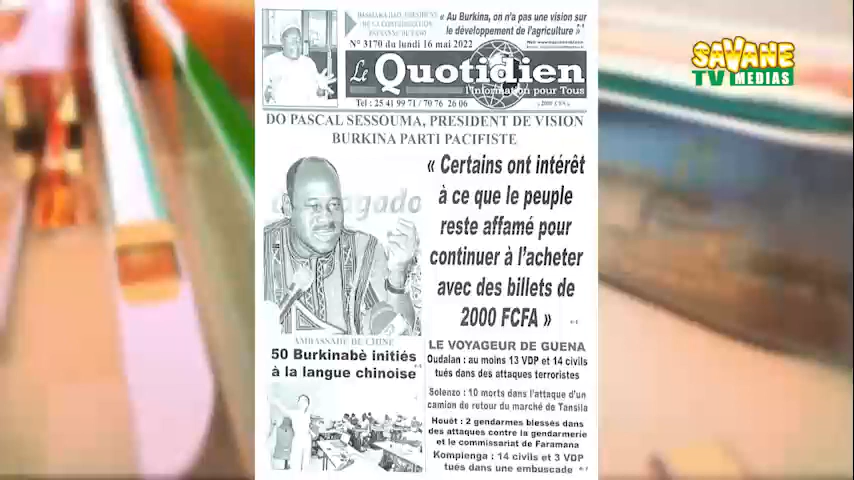 SAVANE
TV MEDIAS
« Au Burkina, on n'a pas une vision sur
le développement de l'agriculture »
N° 3170 du lundi 16 mai 2022
Le Quotidien
l'information pour Tous
Tel : 25 41 99 71 / 70 76 26 06
DO PASCAL SESSOUMA, PRESIDENT DE VISION
BURKINA PARTI PACIFISTE
« Certains ont intérêt
à ce que le peuple
reste affamé pour
continuer à l'acheter
avec des billets de
2000 FCFA »
AMBASSADE DE CHINE
50 Burkinabè initiés
à la langue chinoise
LE VOYAGEUR DE GUENA
Oudalan : au moins 13 VDP et 14 civils
tués dans des attaques terroristes
Solenzo : 10 morts dans l'attaque d'un
camion de retour du marché de Tansila
Houët : 2 gendarmes blessés dans
des attaques contre la gendarmerie
et le commissariat de Faramana
Kompienga : 14 civils et 3 VDP
tués dans une embuscade